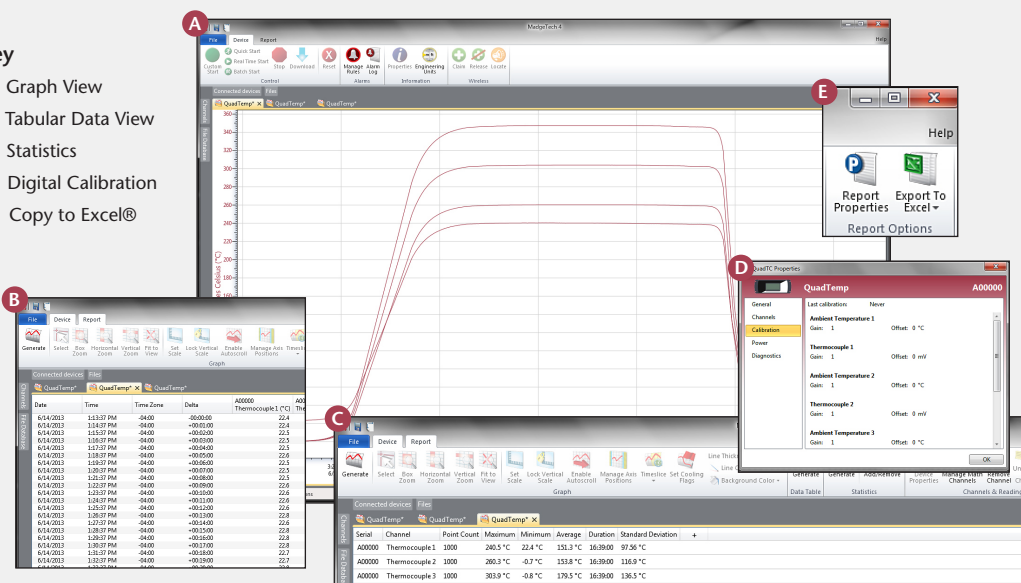 ey
Graph View
Tabular Data View
Statistics
Digital Calibration
Copy to Excel®
A
MadgeTech 4
File Device Report
Help
Custom Start
Quick Start
Real Time Start
Batch Start
Stop
Download
Reset
Manage Rules
Alarm Log
Properties
Engineering Units
Claim
Release
Locate
Control Alarms Information Wireless
Connected devices Files
QuadTemp* QuadTemp* QuadTemp*
Channels
File Database
360
340
320
300
280
260
240
220
160
es Celsius (°C)
E
Help
Report Properties
Export To Excel
Report Options
D
QuadTC Properties
QuadTemp A00000
General
Channels
Calibration
Power
Diagnostics
Last calibration: Never
Ambient Temperature 1
Gain: 1 Offset: 0 °C
Thermocouple 1
Gain: 1 Offset: 0 mV
Ambient Temperature 2
Gain: 1 Offset: 0 °C
Thermocouple 2
Gain: 1 Offset: 0 mV
Ambient Temperature 3
Gain: 1 Offset: 0 °C
OK
B
File Device Report
Generate
Select
Box Zoom
Horizontal Zoom
Vertical Zoom
Fit to View
Set Scale
Lock Vertical Scale
Enable Autoscroll
Manage Axis Positions
Timeslice
Graph
Connected devices Files
QuadTemp* QuadTemp* QuadTemp*
Channels
File Database
Date Time Time Zone Delta A00000 Thermocouple 1 (°C)
6/14/2013 1:13:37 PM -04:00 -00:00:00 22.4
6/14/2013 1:14:37 PM -04:00 +00:01:00 22.4
6/14/2013 1:15:37 PM -04:00 +00:02:00 22.5
6/14/2013 1:16:37 PM -04:00 +00:03:00 22.5
6/14/2013 1:17:37 PM -04:00 +00:04:00 22.5
6/14/2013 1:18:37 PM -04:00 +00:05:00 22.6
6/14/2013 1:19:37 PM -04:00 +00:06:00 22.5
6/14/2013 1:20:37 PM -04:00 +00:07:00 22.5
6/14/2013 1:21:37 PM -04:00 +00:08:00 22.5
6/14/2013 1:22:37 PM -04:00 +00:09:00 22.6
6/14/2013 1:23:37 PM -04:00 +00:10:00 22.6
6/14/2013 1:24:37 PM -04:00 +00:11:00 22.6
6/14/2013 1:25:37 PM -04:00 +00:12:00 22.6
6/14/2013 1:26:37 PM -04:00 +00:13:00 22.8
6/14/2013 1:27:37 PM -04:00 +00:14:00 22.6
6/14/2013 1:28:37 PM -04:00 +00:15:00 22.8
6/14/2013 1:29:37 PM -04:00 +00:16:00 22.8
6/14/2013 1:30:37 PM -04:00 +00:17:00 22.8
6/14/2013 1:31:37 PM -04:00 +00:18:00 22.7
6/14/2013 1:32:37 PM -04:00 +00:19:00 22.7
C
File Device Report
Generate
Select
Box Zoom
Horizontal Zoom
Vertical Zoom
Fit to View
Set Scale
Lock Vertical Scale
Enable Autoscroll
Manage Axis Positions
Timeslice
Set Cooling Flags
Background Color
Generate
Generate
Add/Remove
Device Properties
Manage Math Channels
Remove Channel
Graph Data Table Statistics Channels & Reading
Connected devices Files
QuadTemp* QuadTemp* QuadTemp*
Channels
File Database
Serial Channel Point Count Maximum Minimum Average Duration Standard Deviation +
A00000 Thermocouple 1 1000 240.5 °C 22.4 °C 151.3 °C 16:39:00 97.56 °C
A00000 Thermocouple 2 1000 260.3 °C -0.7 °C 153.8 °C 16:39:00 116.9 °C
A00000 Thermocouple 3 1000 303.9 °C -0.8 °C 179.5 °C 16:39:00 136.5 °C